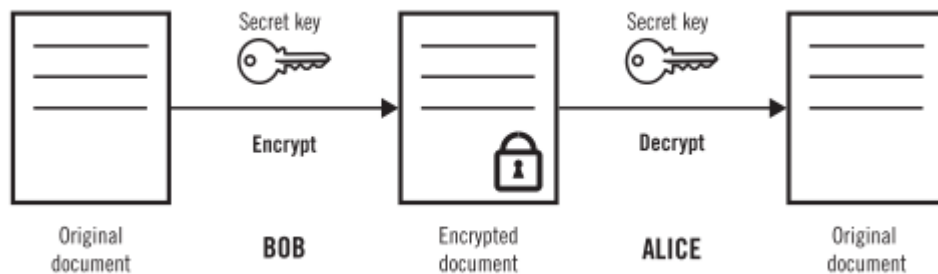 Secret key
Secret key
Encrypt
Decrypt
Original
document
BOB
Encrypted
document
ALICE
Original
document